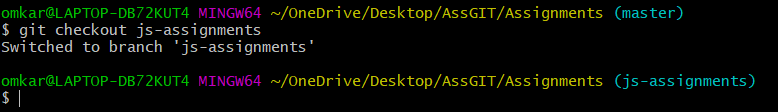 omkar@LAPTOP-DB72KUT4 MINGW64 ~/OneDrive/Desktop/AssGIT/Assignments (master)
$ git checkout js-assignments
Switched to branch 'js-assignments'
omkar@LAPTOP-DB72KUT4 MINGW64 ~/OneDrive/Desktop/AssGIT/Assignments (js-assignments)
$